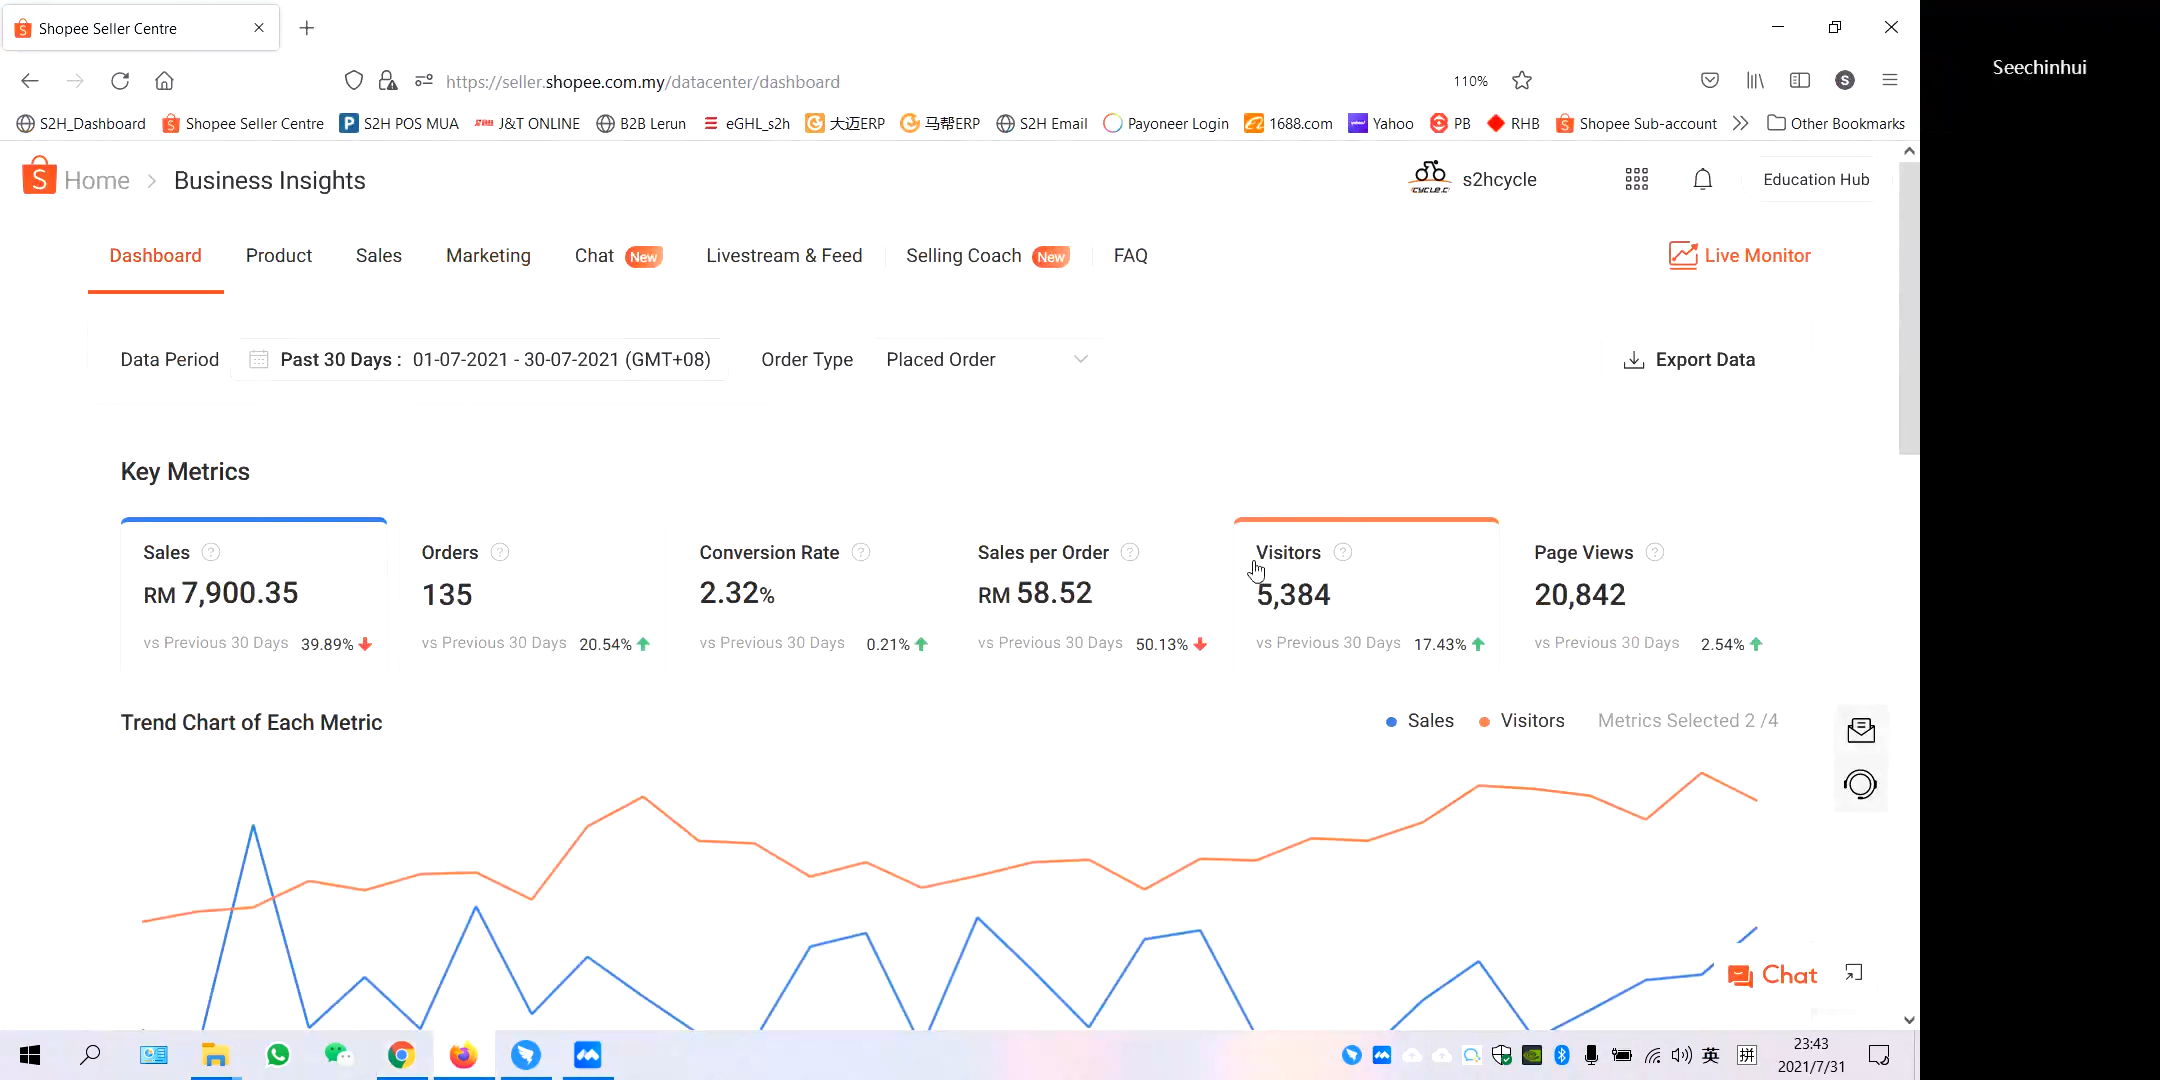 Shopee Seller Centre
Seechinhui
https://seller.shopee.com.my/datacenter/dashboard
110%
S2H_Dashboard Shopee Seller Centre S2H POS MUA J&T ONLINE B2B Lerun eGHL_s2h 大迈ERP 马帮ERP S2H Email Payoneer Login 1688.com Yahoo PB RHB Shopee Sub-account Other Bookmarks
Home > Business Insights
s2hcycle
Education Hub
Dashboard Product Sales Marketing Chat New Livestream & Feed Selling Coach New FAQ Live Monitor
Data Period Past 30 Days : 01-07-2021 - 30-07-2021 (GMT+08) Order Type Placed Order Export Data
Key Metrics
Sales Orders Conversion Rate Sales per Order Visitors Page Views
RM 7,900.35 135 2.32% RM 58.52 5,384 20,842
vs Previous 30 Days 39.89% vs Previous 30 Days 20.54% vs Previous 30 Days 0.21% vs Previous 30 Days 50.13% vs Previous 30 Days 17.43% vs Previous 30 Days 2.54%
Trend Chart of Each Metric
Sales Visitors Metrics Selected 2 /4
Chat
英 拼
23:43
2021/7/31